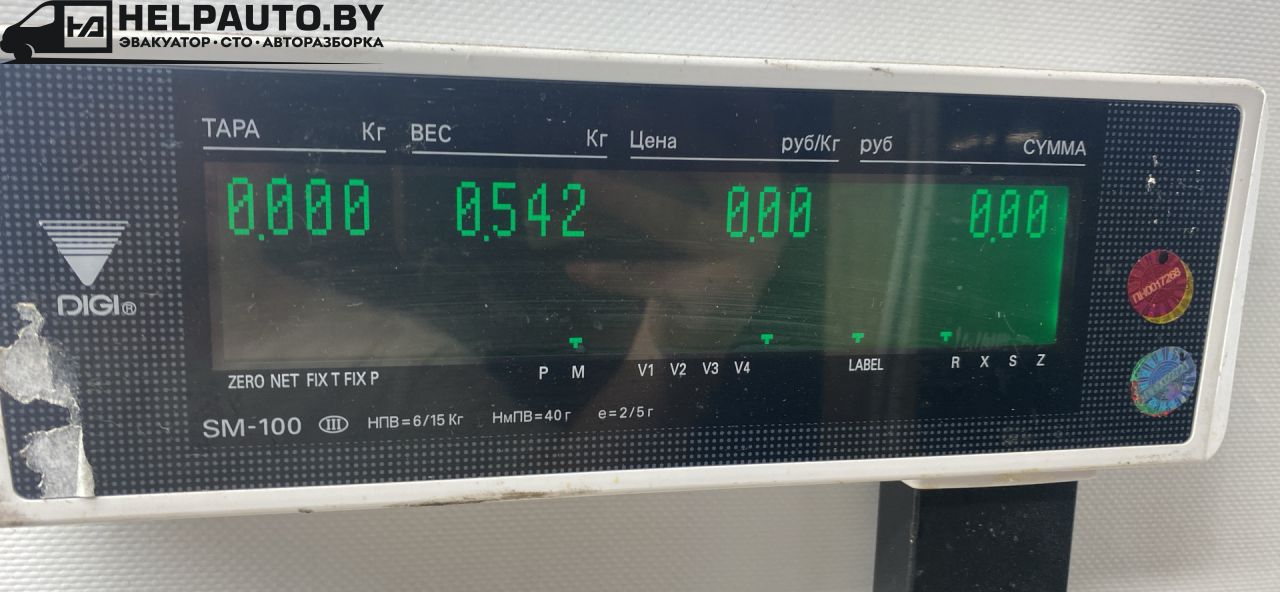 HELPAUTO.BY
ЭВАКУАТОР·СТО·АВТОРАЗБОРКА
ТАРА Кг ВЕС Кг Цена руб/Кг руб СУММА
0.000 0.542 0.00 0.00
DIGI®
ПН0017268
ZERO NET FIX T FIX P P M V1 V2 V3 V4 LABEL R X S Z
SM-100 III НПВ=6/15 Кг НмПВ=40 г е=2/5 г